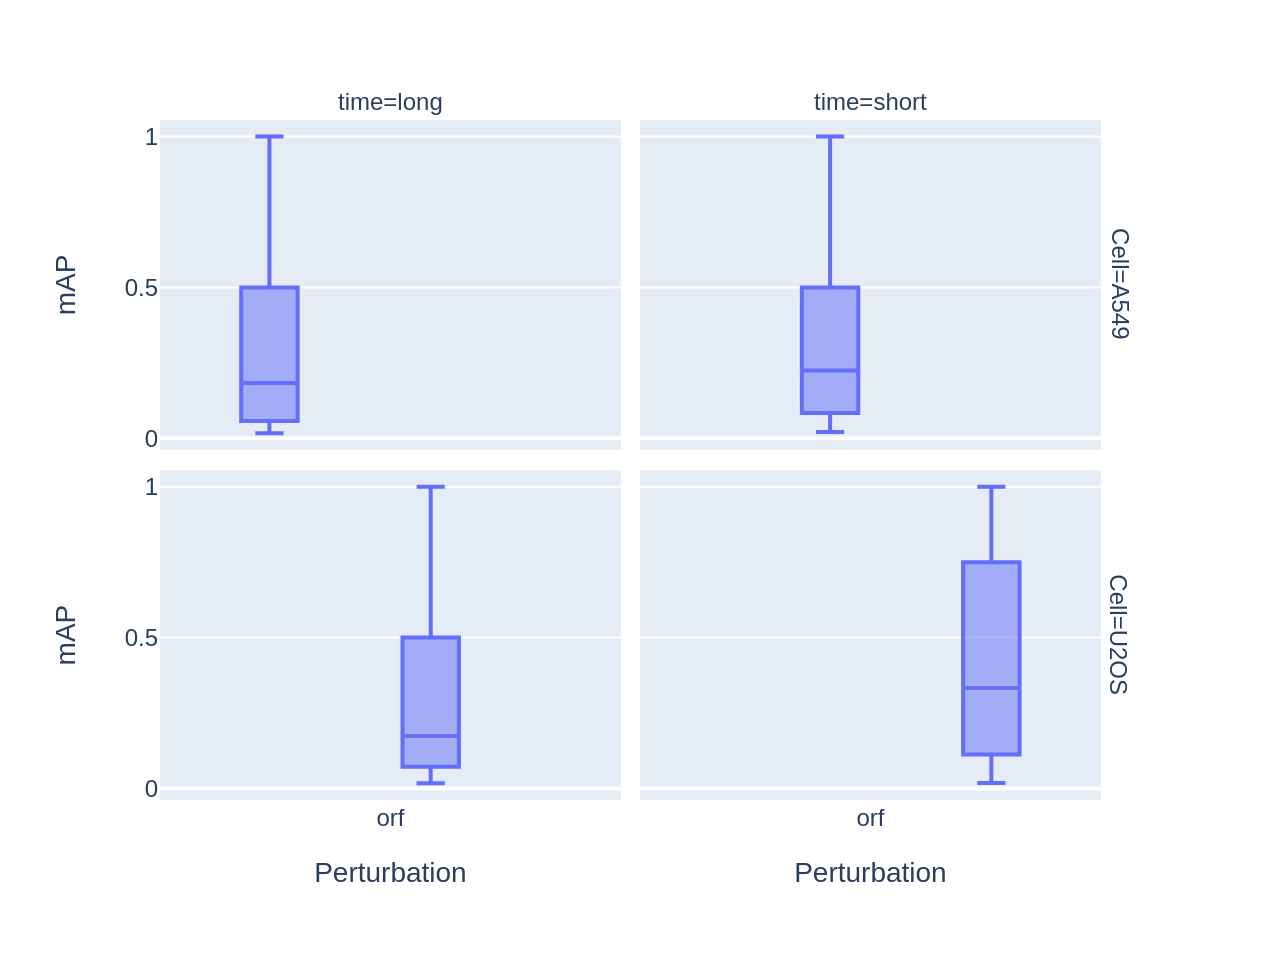 time=long
time=short
1
0.5
0
mAP
Cell=A549
1
0.5
0
mAP
Cell=U2OS
orf
orf
Perturbation
Perturbation